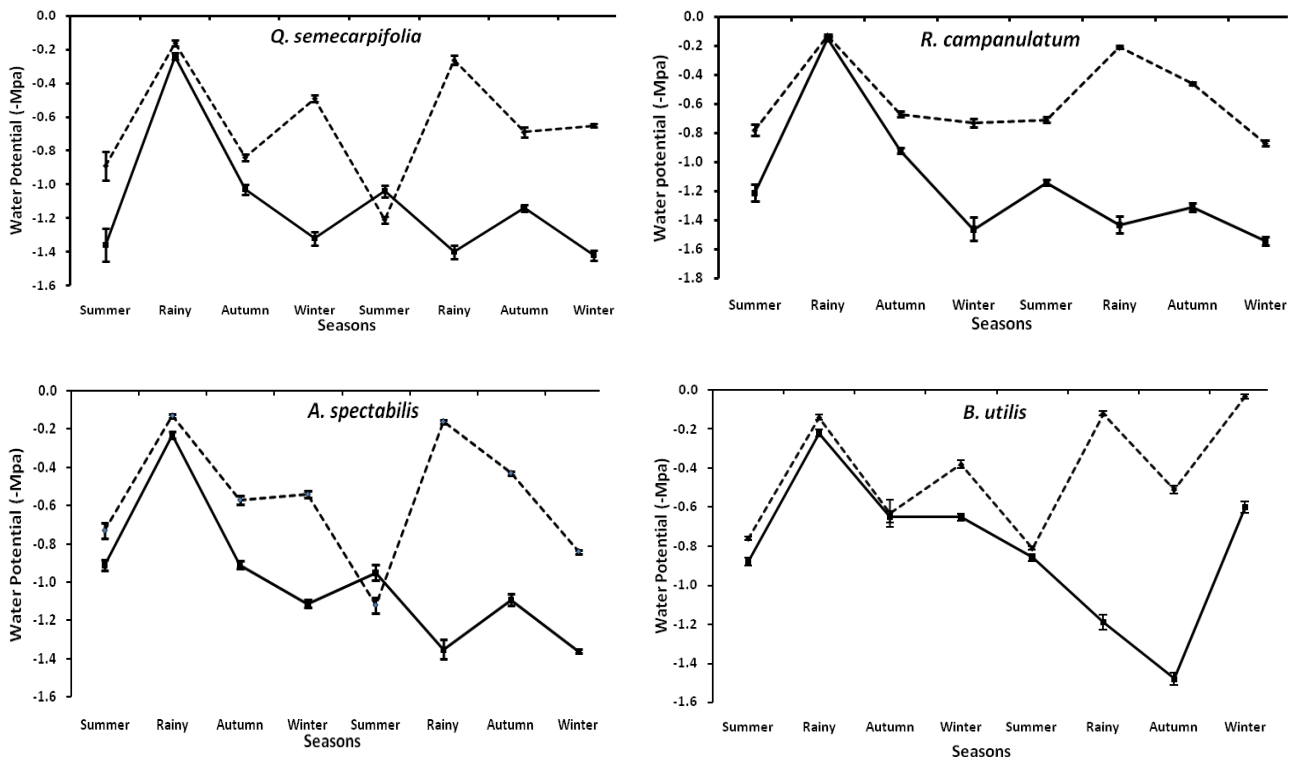 Q. semecarpifolia
Water Potential (-Mpa)
0.0
-0.2
-0.4
-0.6
-0.8
-1.0
-1.2
-1.4
-1.6
Summer Rainy Autumn Winter Summer Rainy Autumn Winter
Seasons
R. campanulatum
Water potential (-Mpa)
0.0
-0.2
-0.4
-0.6
-0.8
-1.0
-1.2
-1.4
-1.6
-1.8
Summer Rainy Autumn Winter Summer Rainy Autumn Winter
Seasons
A. spectabilis
Water Potential (-Mpa)
0.0
-0.2
-0.4
-0.6
-0.8
-1.0
-1.2
-1.4
-1.6
Summer Rainy Autumn Winter Summer Rainy Autumn Winter
Seasons
B. utilis
Water Potential (-Mpa)
0.0
-0.2
-0.4
-0.6
-0.8
-1.0
-1.2
-1.4
-1.6
Summer Rainy Autumn Winter Summer Rainy Autumn Winter
Seasons